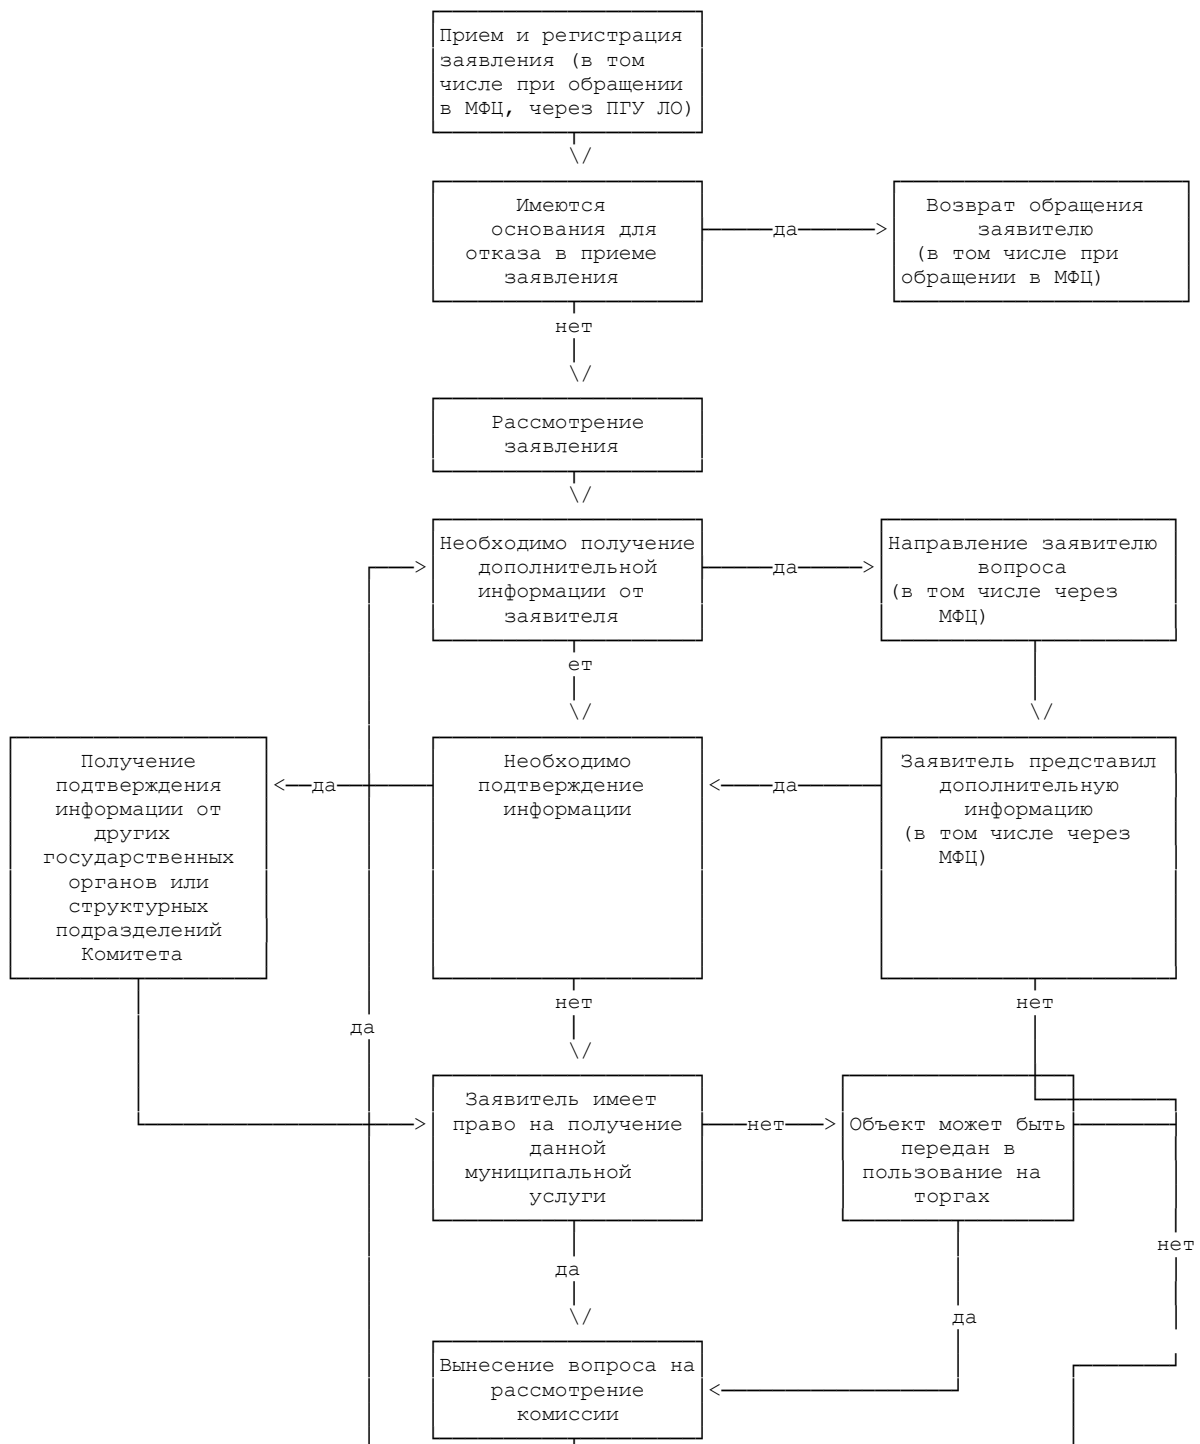 Прием и регистрация
заявления (в том
числе при обращении
в МФЦ, через ПГУ ЛО)
Имеются
основания для
отказа в приеме
заявления
да
Возврат обращения
заявителю
(в том числе при
обращении в МФЦ)
нет
Рассмотрение
заявления
Необходимо получение
дополнительной
информации от
заявителя
да
Направление заявителю
вопроса
(в том числе через
МФЦ)
ет
Получение
подтверждения
информации от
других
государственных
органов или
структурных
подразделений
Комитета
да
Необходимо
подтверждение
информации
да
Заявитель представил
дополнительную
информацию
(в том числе через
МФЦ)
нет
нет
да
Заявитель имеет
право на получение
данной
муниципальной
услуги
нет
Объект может быть
передан в
пользование на
торгах
нет
да
да
Вынесение вопроса на
рассмотрение
комиссии